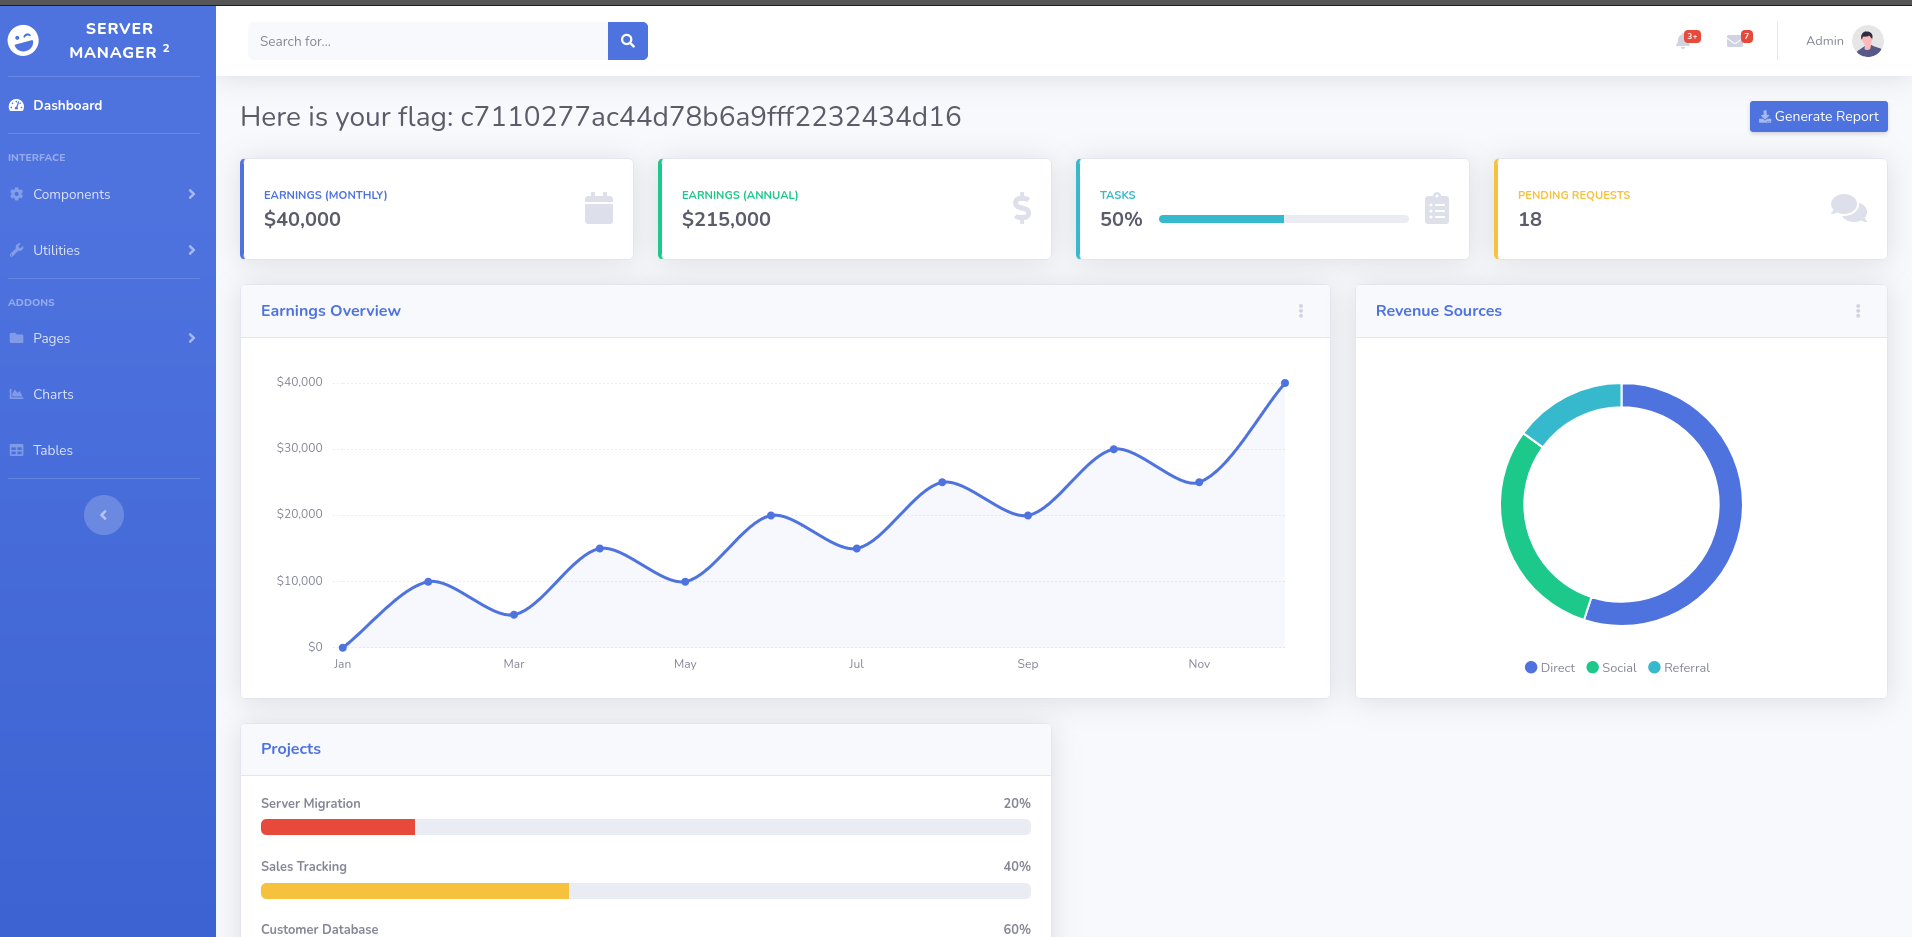 SERVER
MANAGER 2
Dashboard
INTERFACE
Components
Utilities
ADDONS
Pages
Charts
Tables
Search for...
3+
7
Admin
Here is your flag: c7110277ac44d78b6a9fff2232434d16
Generate Report
EARNINGS (MONTHLY)
$40,000
EARNINGS (ANNUAL)
$215,000
TASKS
50%
PENDING REQUESTS
18
Earnings Overview
$40,000
$30,000
$20,000
$10,000
$0
Jan Mar May Jul Sep Nov
Revenue Sources
Direct Social Referral
Projects
Server Migration 20%
Sales Tracking 40%
Customer Database 60%